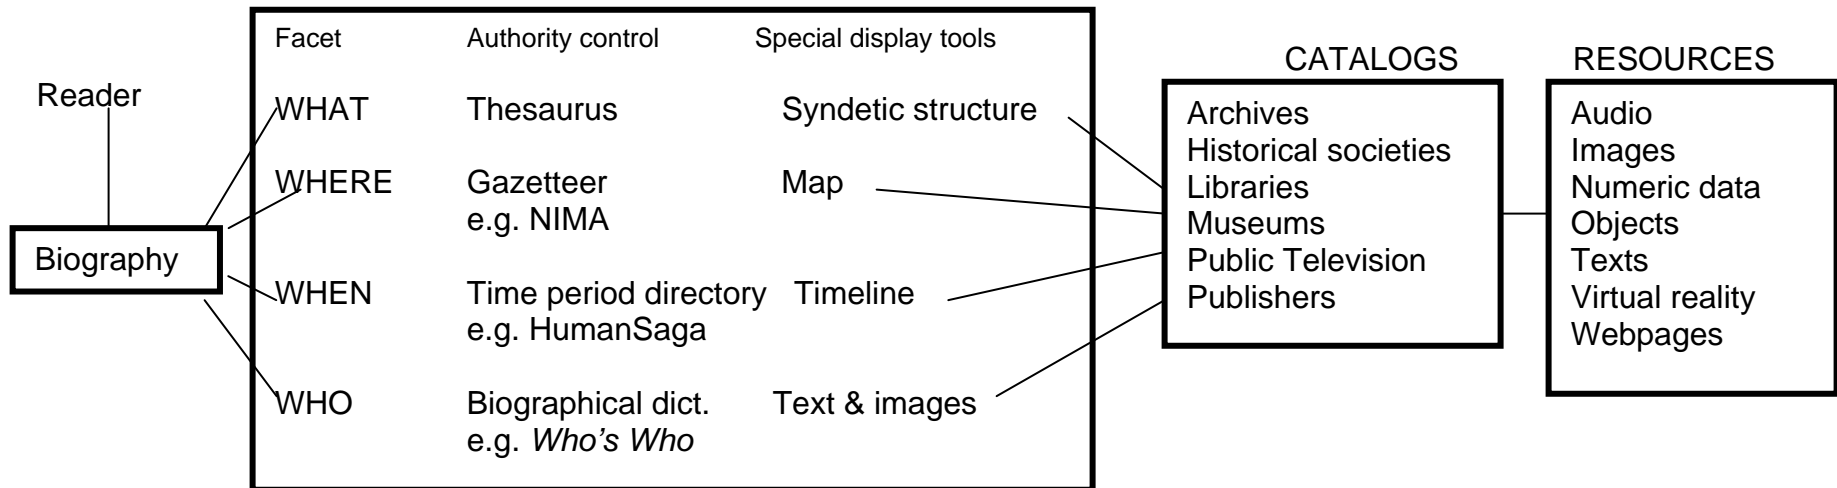 Reader
Biography
Facet Authority control Special display tools
WHAT Thesaurus Syndetic structure
WHERE Gazetteer Map
e.g. NIMA
WHEN Time period directory Timeline
e.g. HumanSaga
WHO Biographical dict. Text & images
e.g. Who’s Who
CATALOGS
Archives
Historical societies
Libraries
Museums
Public Television
Publishers
RESOURCES
Audio
Images
Numeric data
Objects
Texts
Virtual reality
Webpages